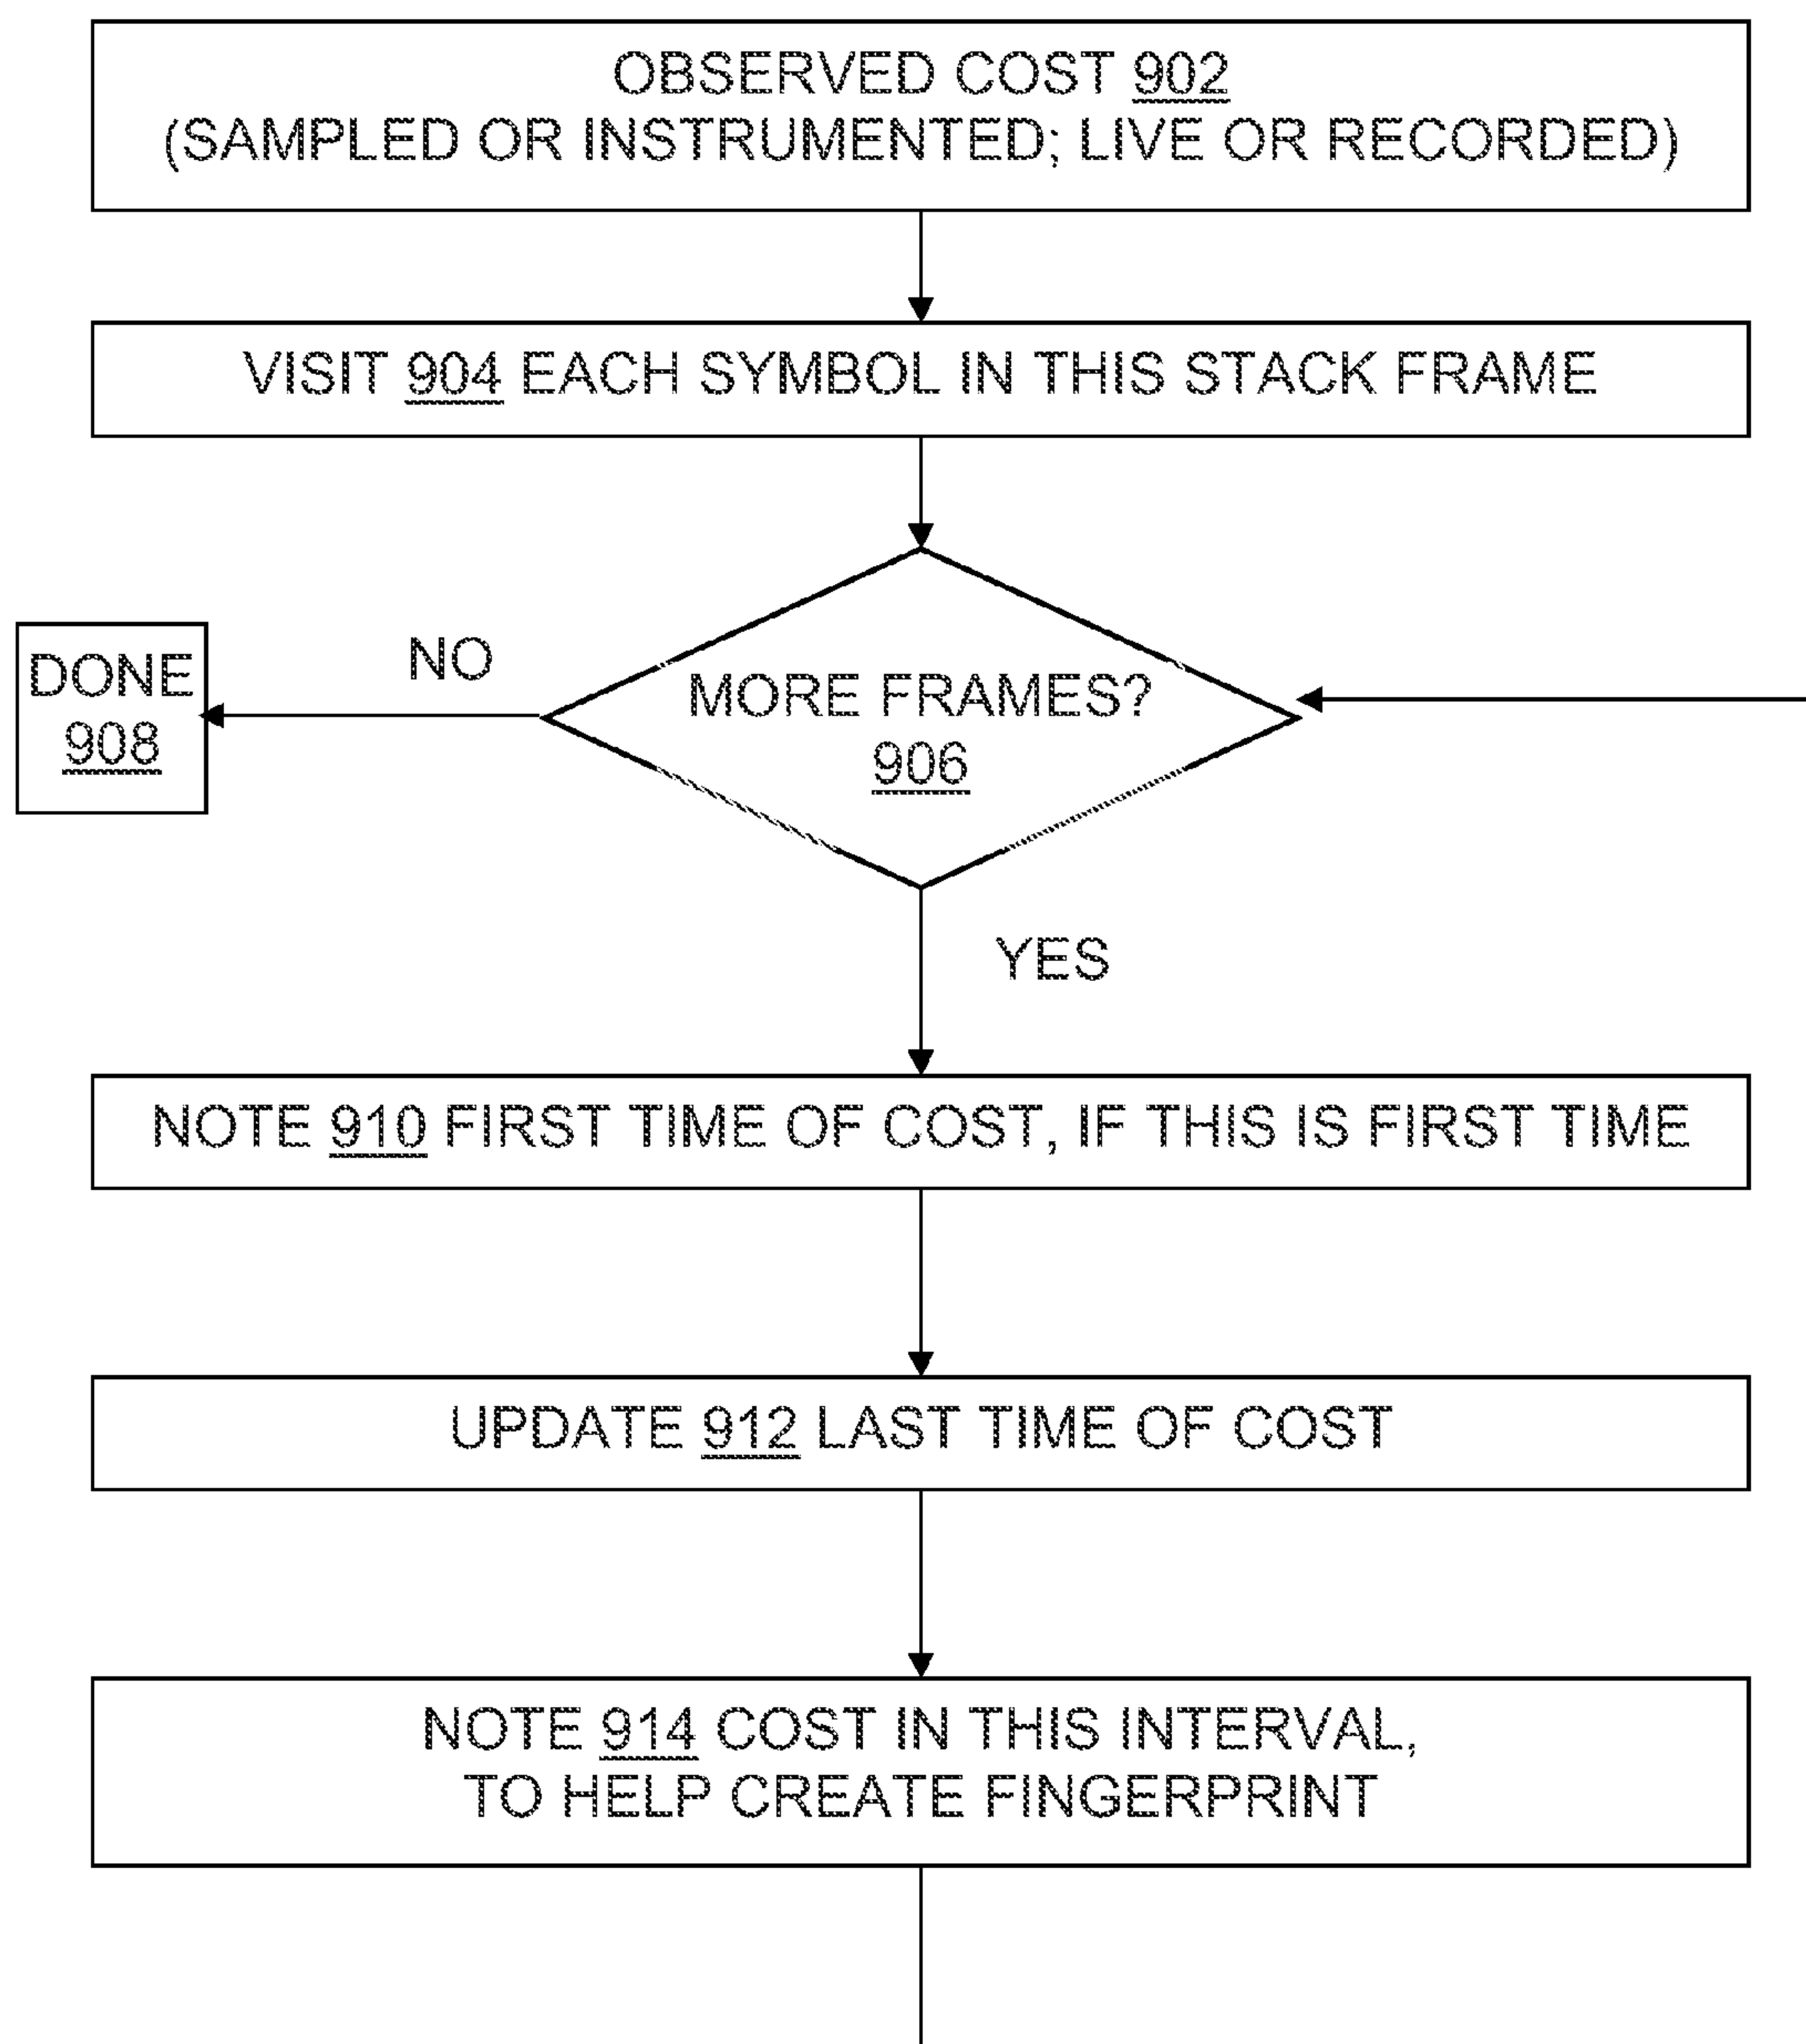 OBSERVED COST 902
(SAMPLED OR INSTRUMENTED; LIVE OR RECORDED)
VISIT 904 EACH SYMBOL IN THIS STACK FRAME
DONE
908
NO
MORE FRAMES?
906
YES
NOTE 910 FIRST TIME OF COST, IF THIS IS FIRST TIME
UPDATE 912 LAST TIME OF COST
NOTE 914 COST IN THIS INTERVAL,
TO HELP CREATE FINGERPRINT